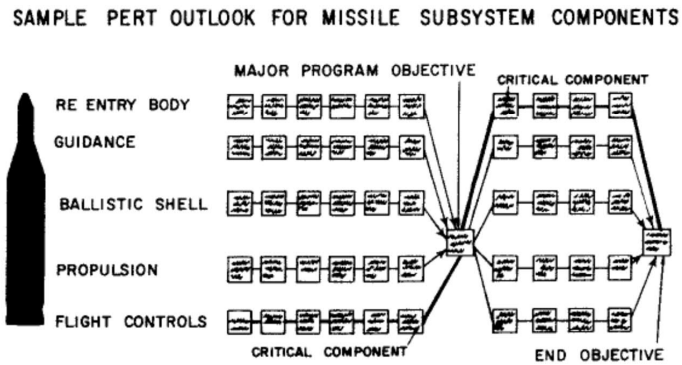 SAMPLE PERT OUTLOOK FOR MISSILE SUBSYSTEM COMPONENTS
MAJOR PROGRAM OBJECTIVE
CRITICAL COMPONENT
RE ENTRY BODY
GUIDANCE
BALLISTIC SHELL
PROPULSION
FLIGHT CONTROLS
CRITICAL COMPONENT
END OBJECTIVE